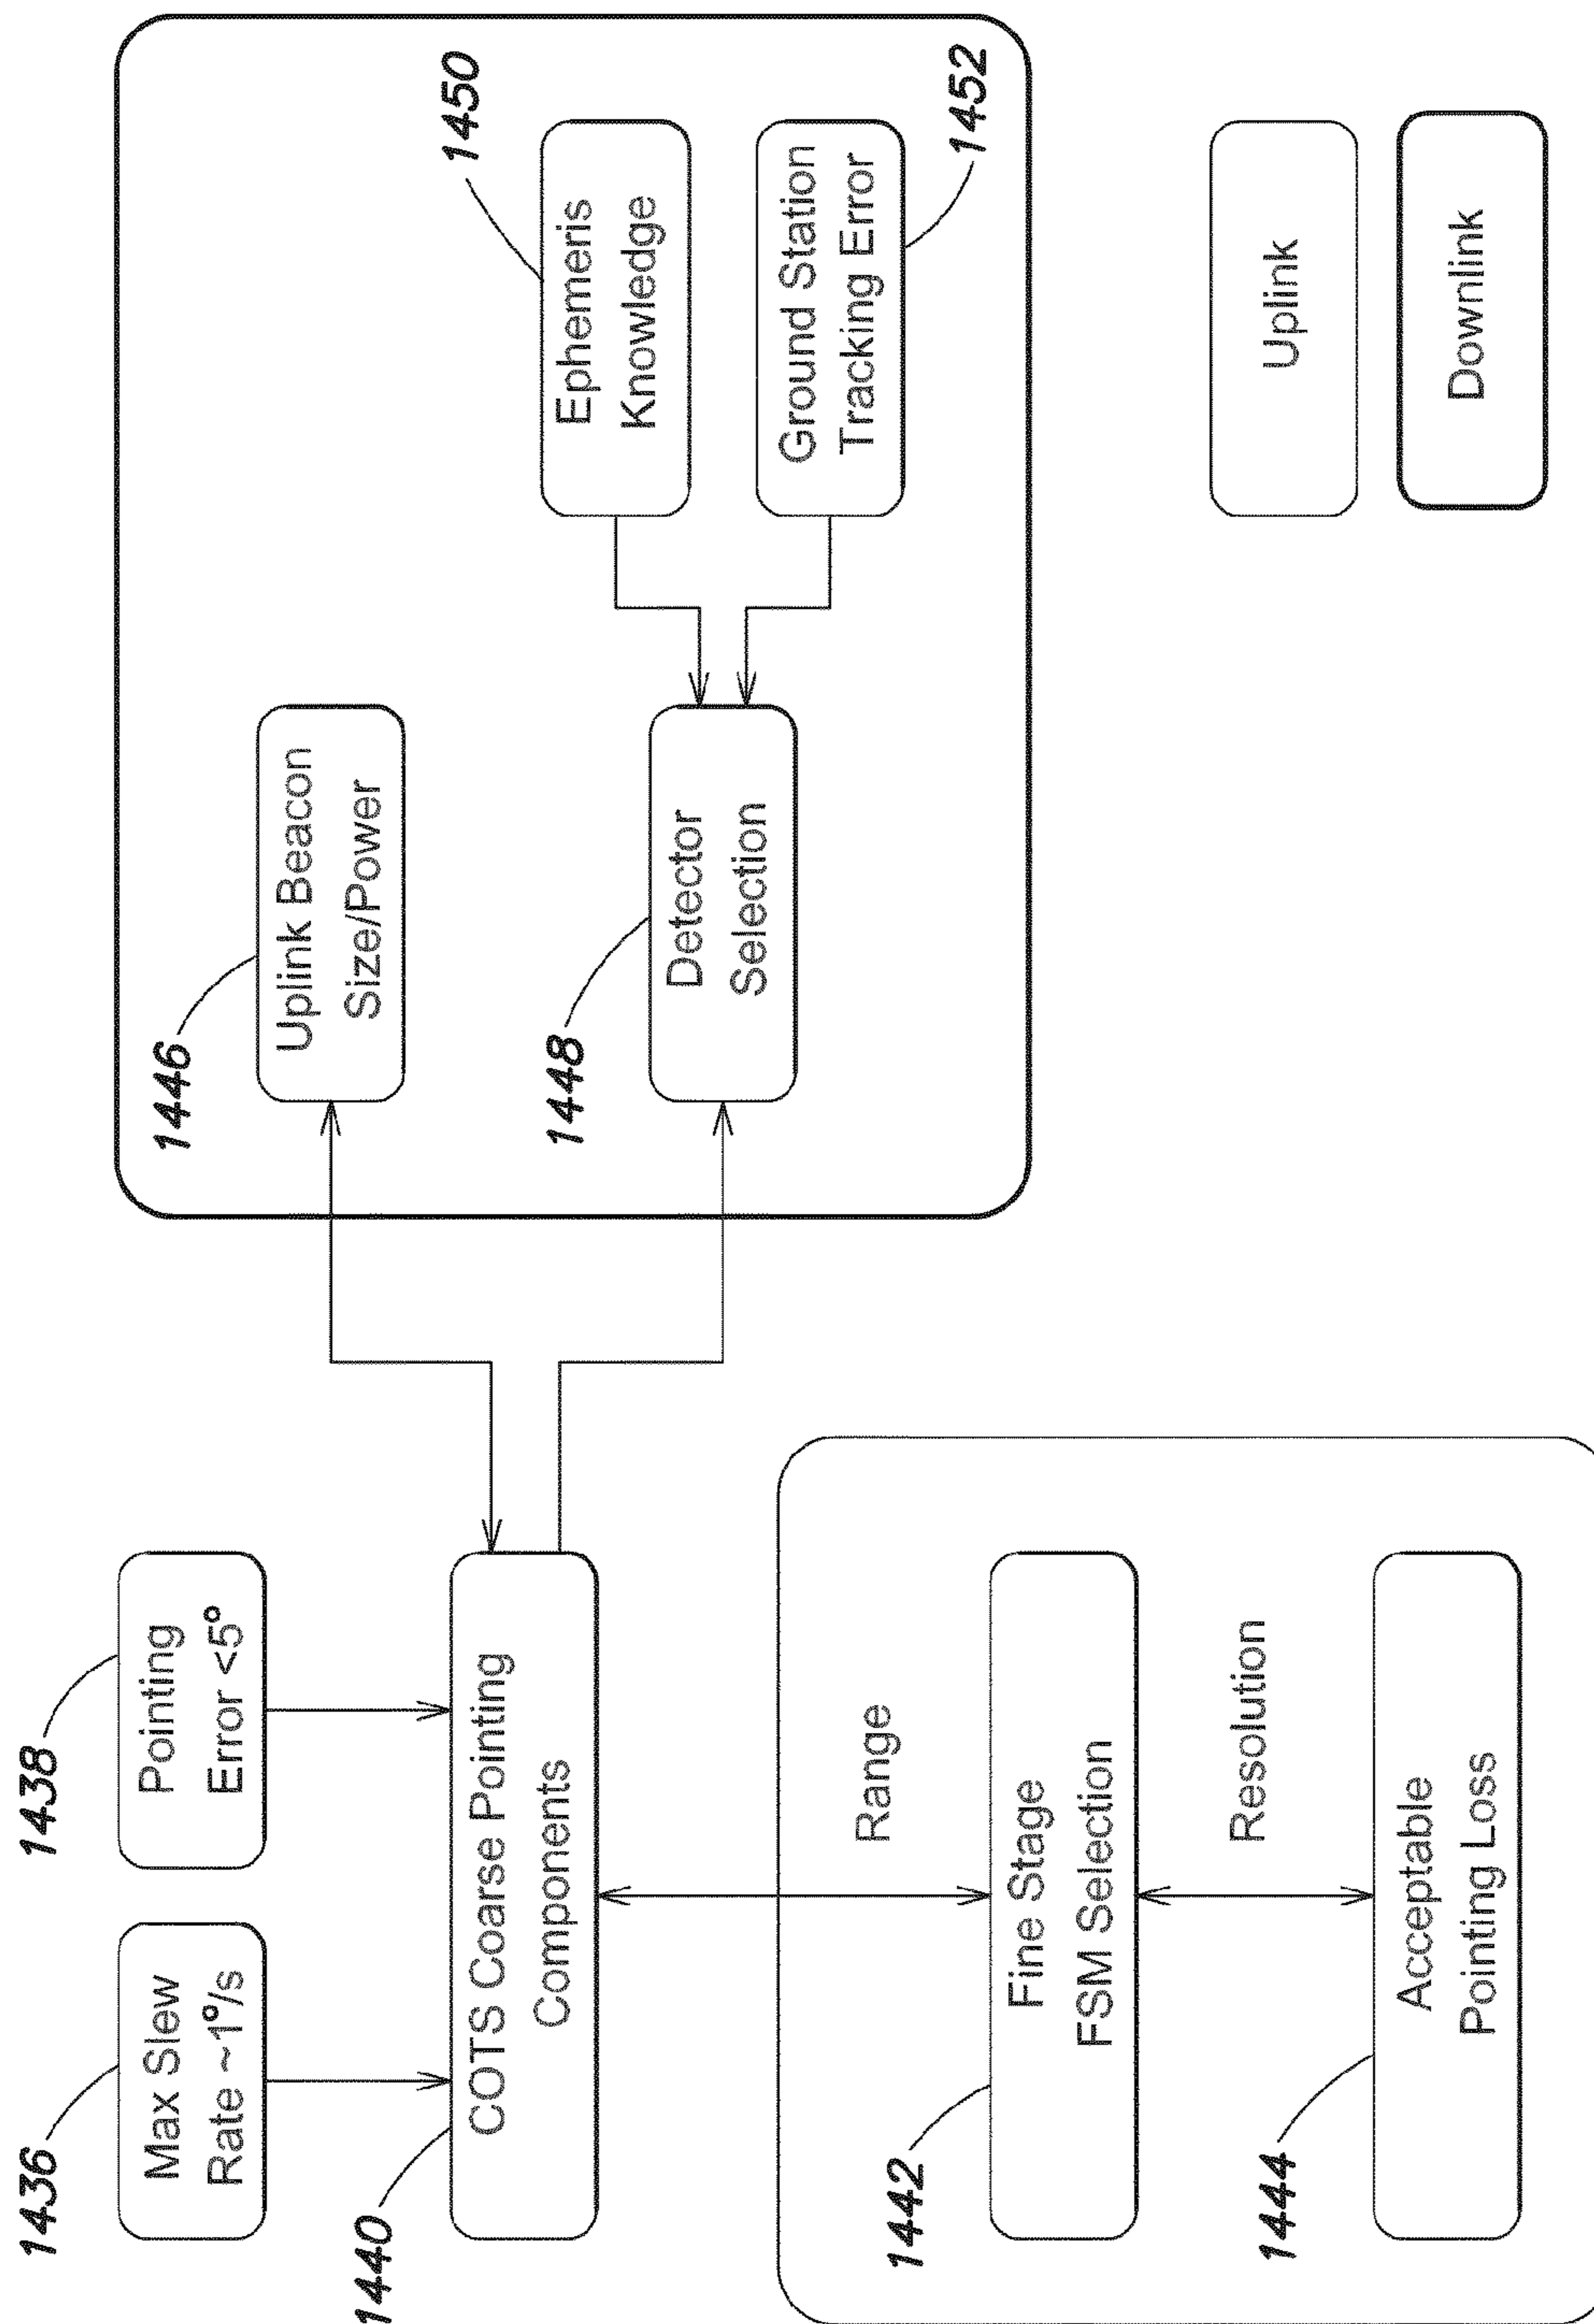 1436
Max Slew
Rate ~1°/s
1438
Pointing
Error <5°
1440
COTS Coarse Pointing
Components
Range
1442
Fine Stage
FSM Selection
Resolution
1444
Acceptable
Pointing Loss
1446
Uplink Beacon
Size/Power
1448
Detector
Selection
1450
Ephemeris
Knowledge
Ground Station
Tracking Error
1452
Uplink
Downlink